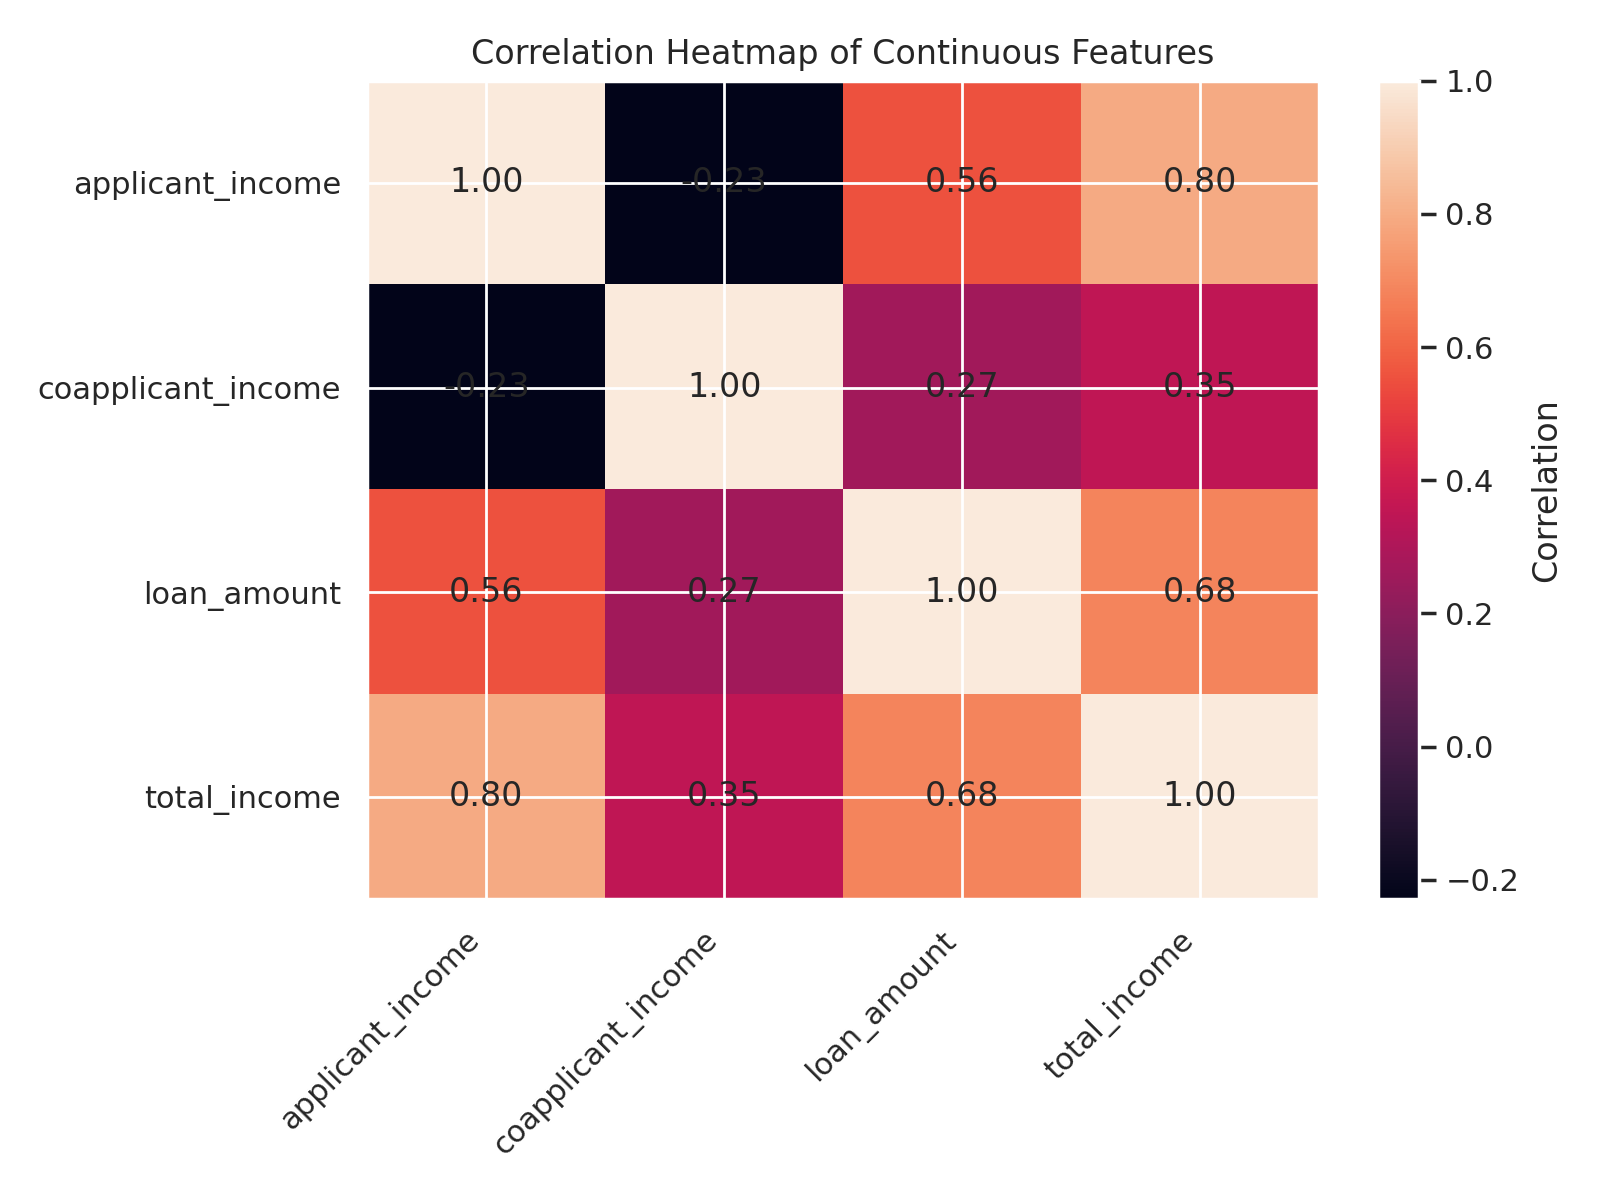 Correlation Heatmap of Continuous Features
applicant_income 1.00 -0.23 0.56 0.80
coapplicant_income -0.23 1.00 0.27 0.35
loan_amount 0.56 0.27 1.00 0.68
total_income 0.80 0.35 0.68 1.00
applicant_income
coapplicant_income
loan_amount
total_income
1.0
0.8
0.6
0.4
0.2
0.0
−0.2
Correlation